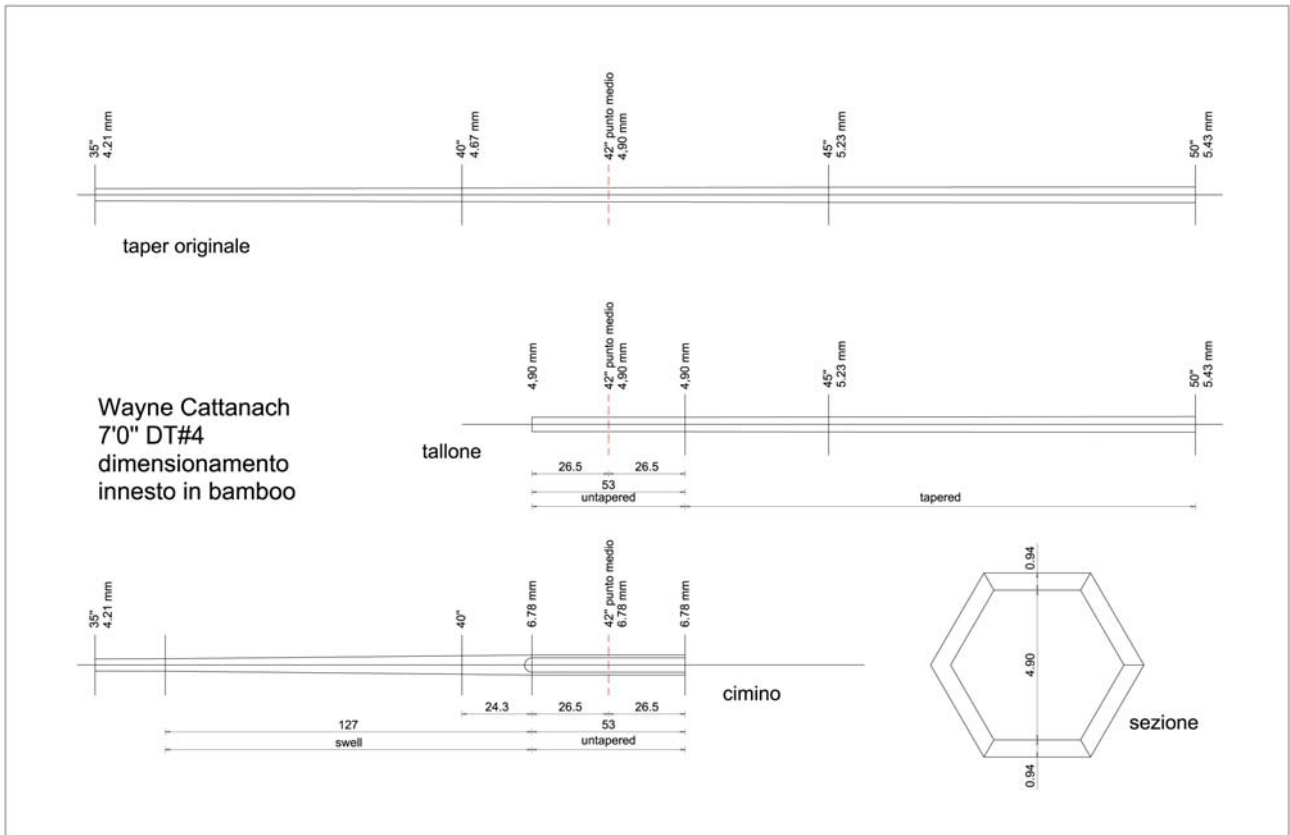 35"
4.21 mm
40"
4.67 mm
42" punto medio
4,90 mm
45"
5.23 mm
50"
5.43 mm
taper originale
4,90 mm
42" punto medio
4,90 mm
4,90 mm
45"
5.23 mm
50"
5.43 mm
Wayne Cattanach
7'0" DT#4
dimensionamento
innesto in bamboo
tallone
26.5
26.5
53
untapered
tapered
35"
4.21 mm
40"
6.78 mm
42" punto medio
6.78 mm
6.78 mm
cimino
24.3
26.5
26.5
127
53
swell
untapered
0.94
4.90
0.94
sezione